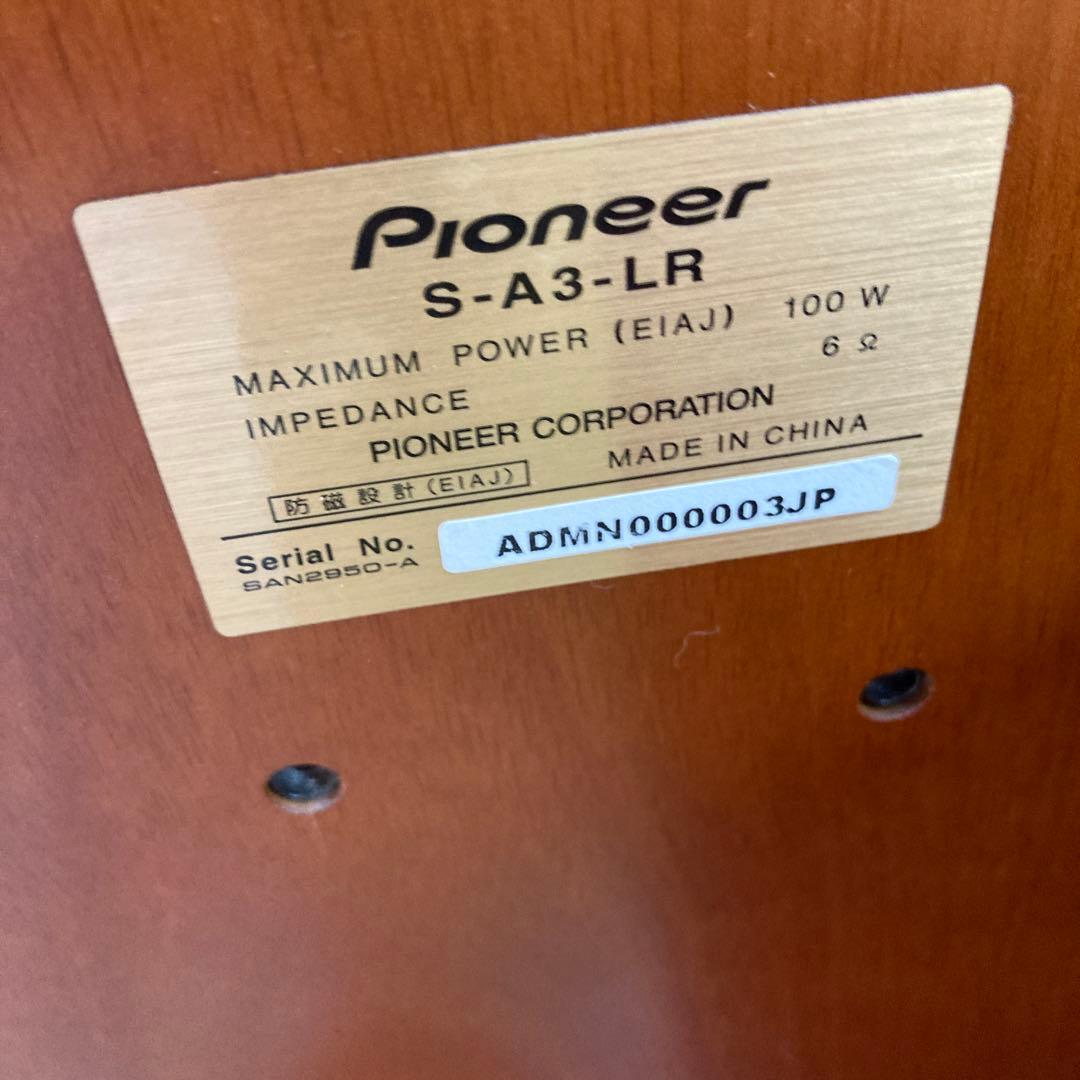 Pioneer
S-A3-LR
MAXIMUM POWER (EIAJ) 100 W
IMPEDANCE 6 Ω
PIONEER CORPORATION
防磁設計(EIAJ) MADE IN CHINA
Serial No. ADMN000003JP
SAN2950-A